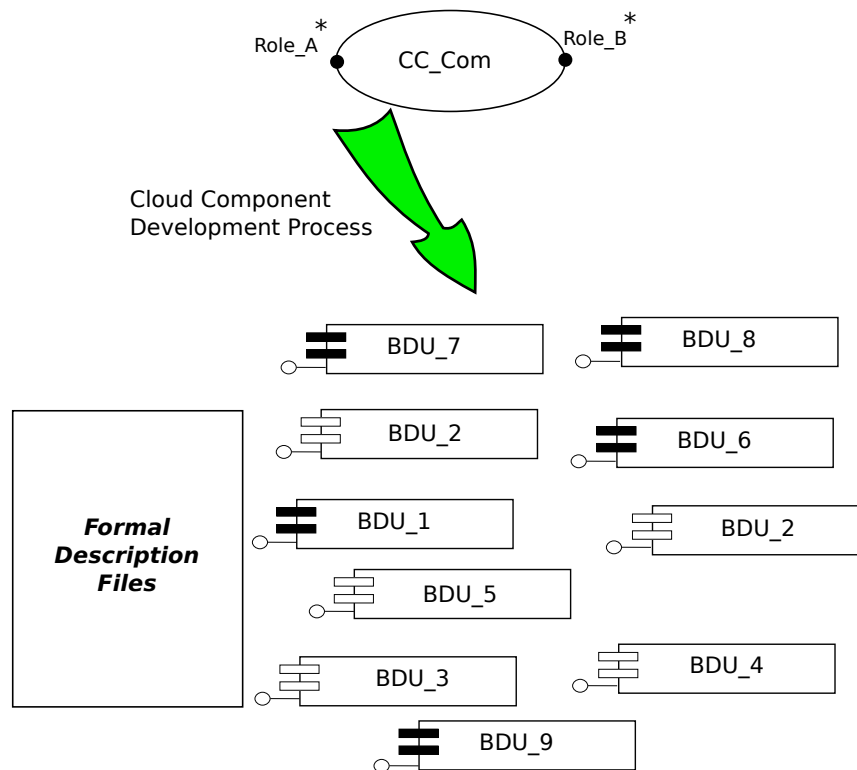 *
*
Role_A
CC_Com
Role_B
Cloud Component
Development Process
BDU_7
BDU_8
BDU_2
BDU_6
Formal
Description
Files
BDU_1
BDU_2
BDU_5
BDU_3
BDU_4
BDU_9